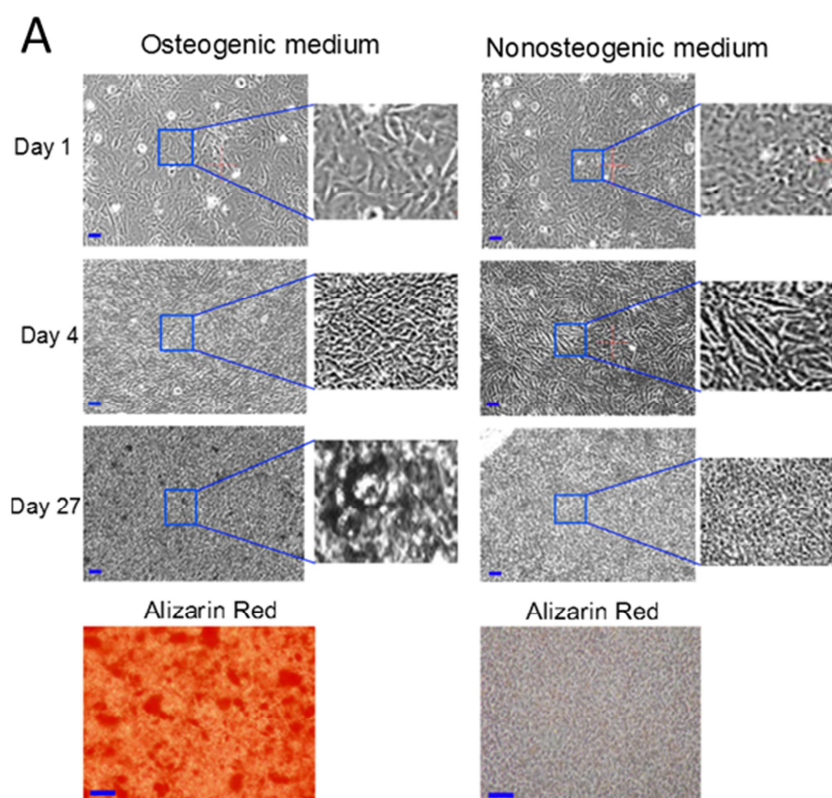 A
Osteogenic medium
Nonosteogenic medium
Day 1
Day 4
Day 27
Alizarin Red
Alizarin Red